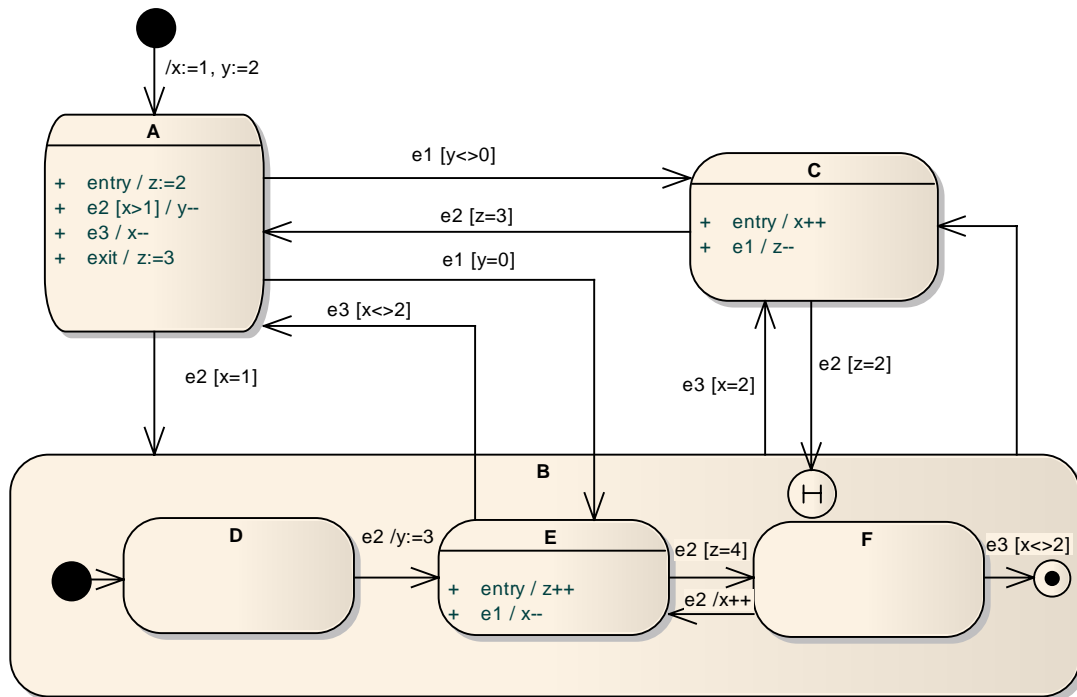 /x:=1, y:=2
A
+ entry / z:=2
+ e2 [x>1] / y--
+ e3 / x--
+ exit / z:=3
e1 [y<>0]
C
+ entry / x++
+ e1 / z--
e2 [z=3]
e1 [y=0]
e3 [x<>2]
e2 [x=1]
e3 [x=2]
e2 [z=2]
B
H
D
e2 /y:=3
E
+ entry / z++
+ e1 / x--
e2 [z=4]
e2 /x++
F
e3 [x<>2]